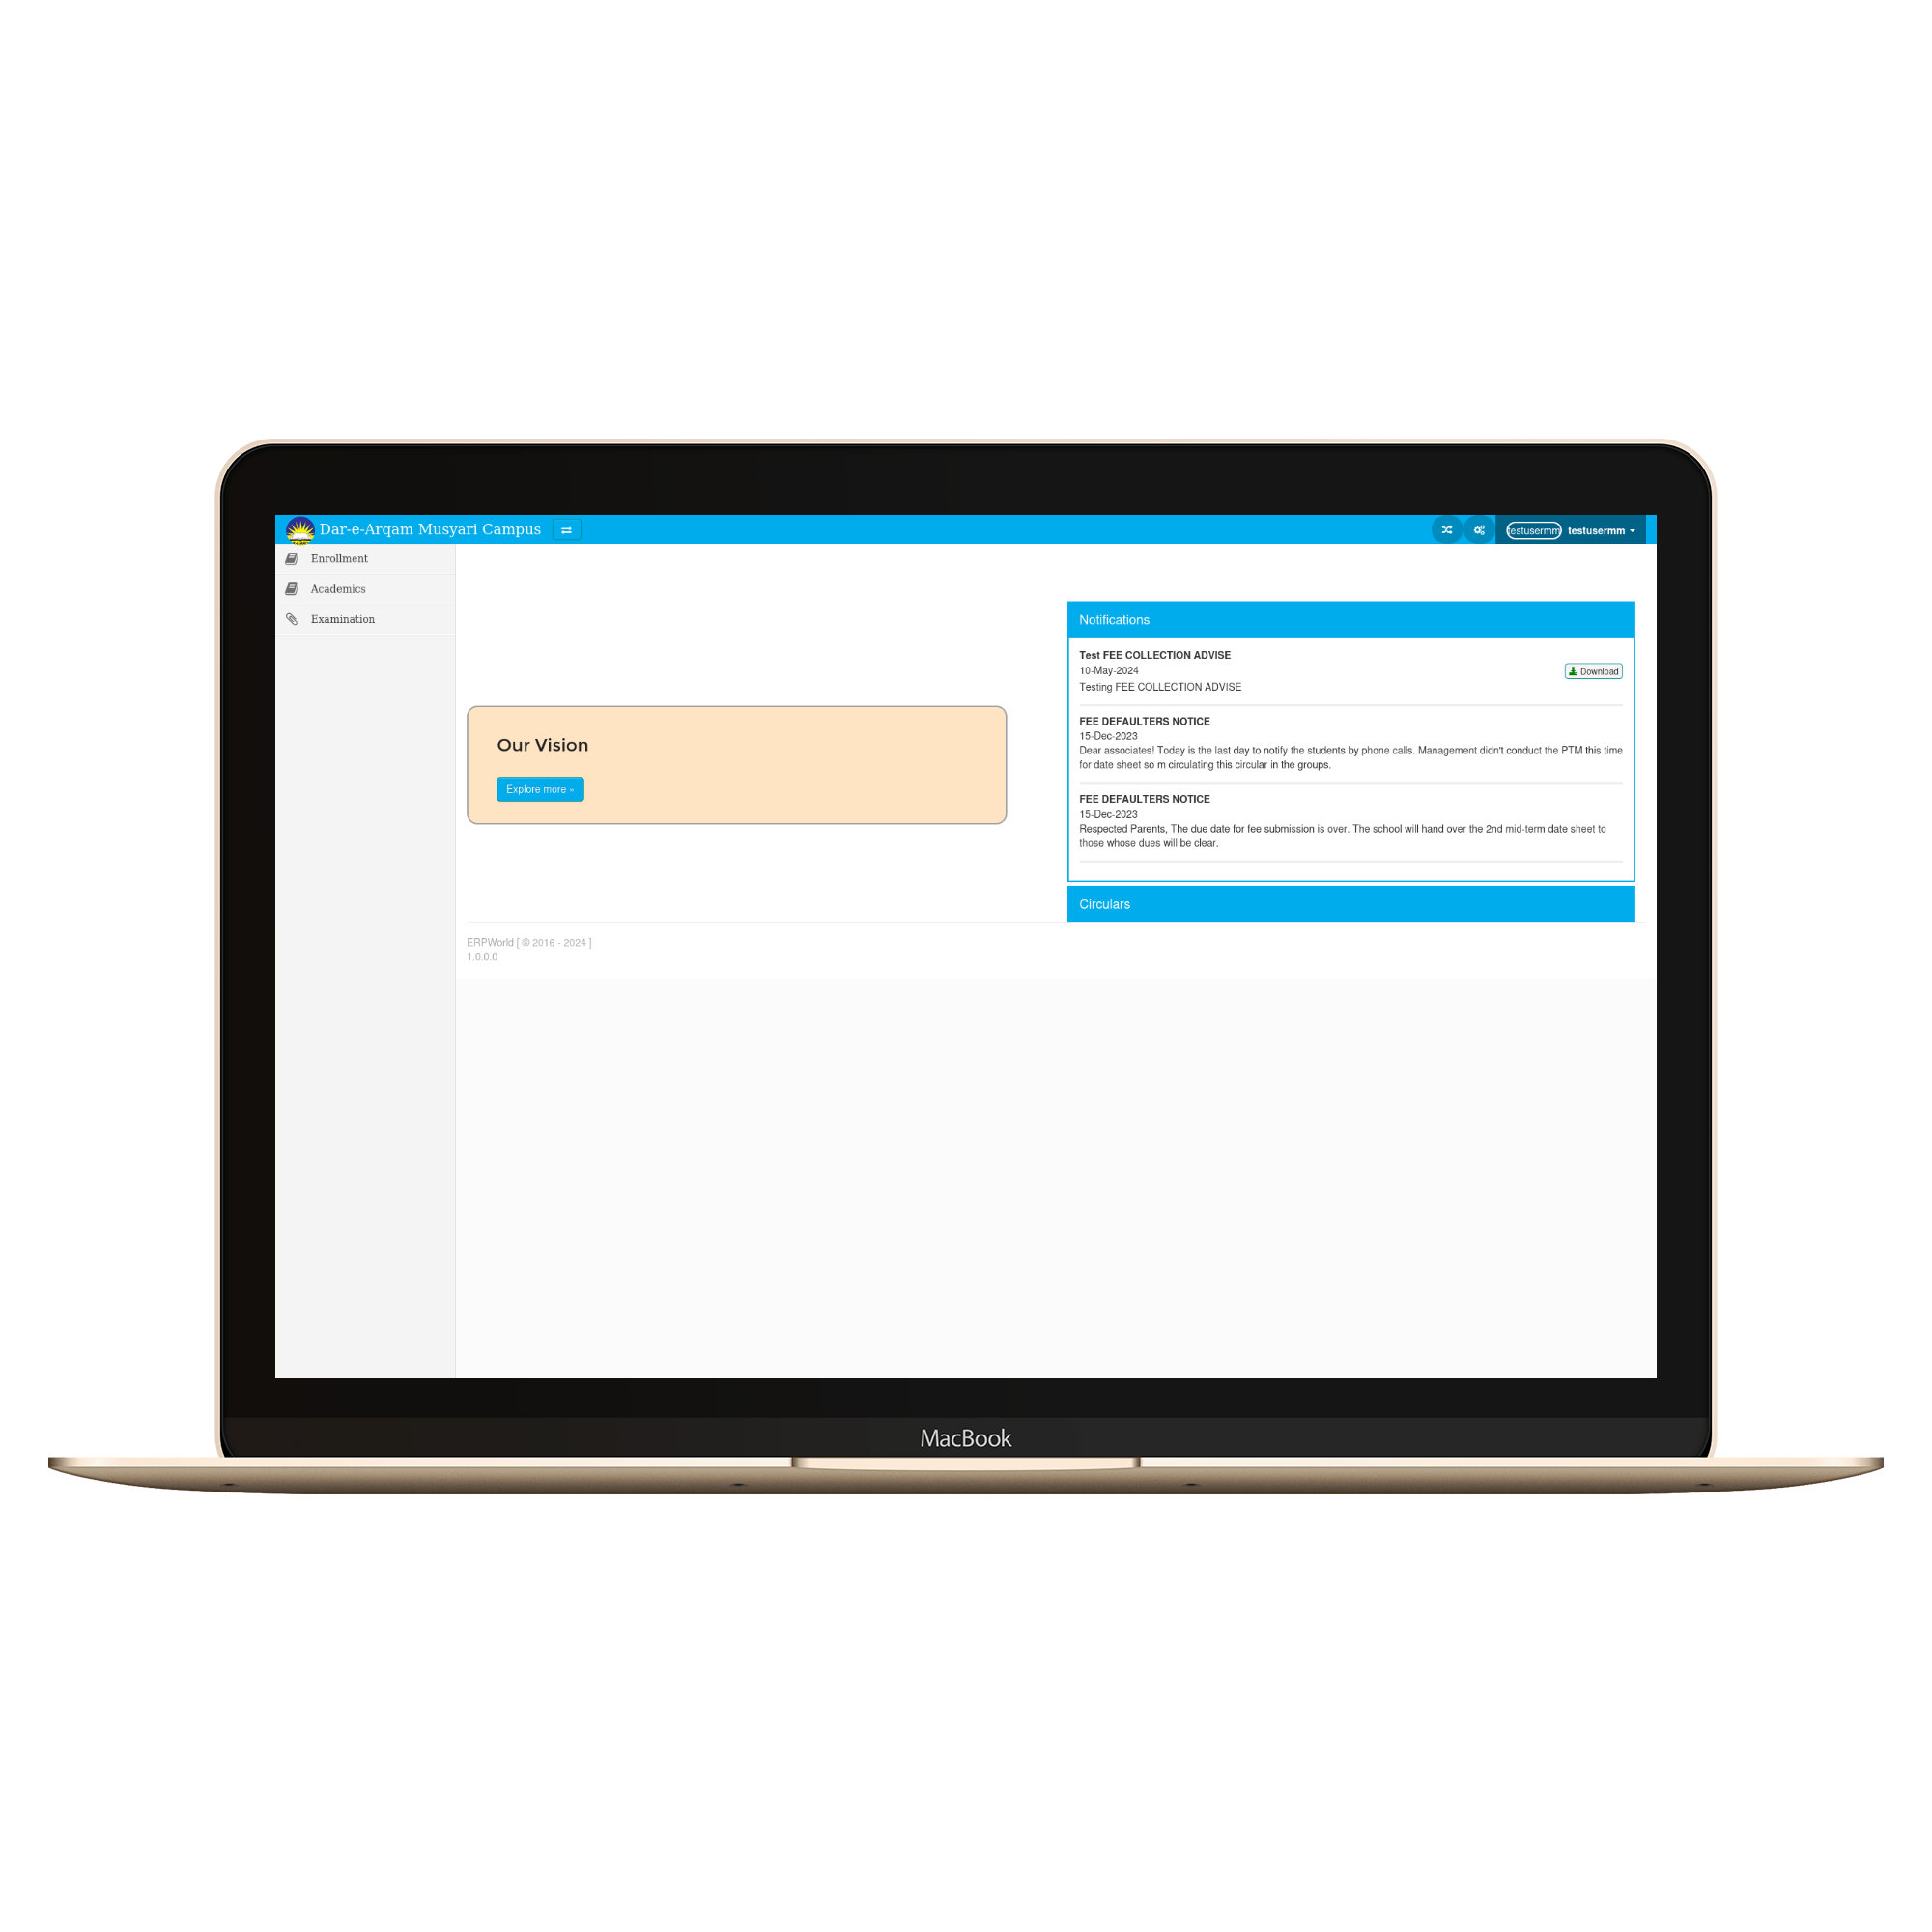 Dar-e-Arqam Musyari Campus
testusermm testusermm
Enrollment
Academics
Examination
Our Vision
Explore more »
Notifications
Test FEE COLLECTION ADVISE
10-May-2024
Download
Testing FEE COLLECTION ADVISE
FEE DEFAULTERS NOTICE
15-Dec-2023
Dear associates! Today is the last day to notify the students by phone calls. Management didn't conduct the PTM this time
for date sheet so m circulating this circular in the groups.
FEE DEFAULTERS NOTICE
15-Dec-2023
Respected Parents, The due date for fee submission is over. The school will hand over the 2nd mid-term date sheet to
those whose dues will be clear.
Circulars
ERPWorld [ © 2016 - 2024 ]
1.0.0.0
MacBook